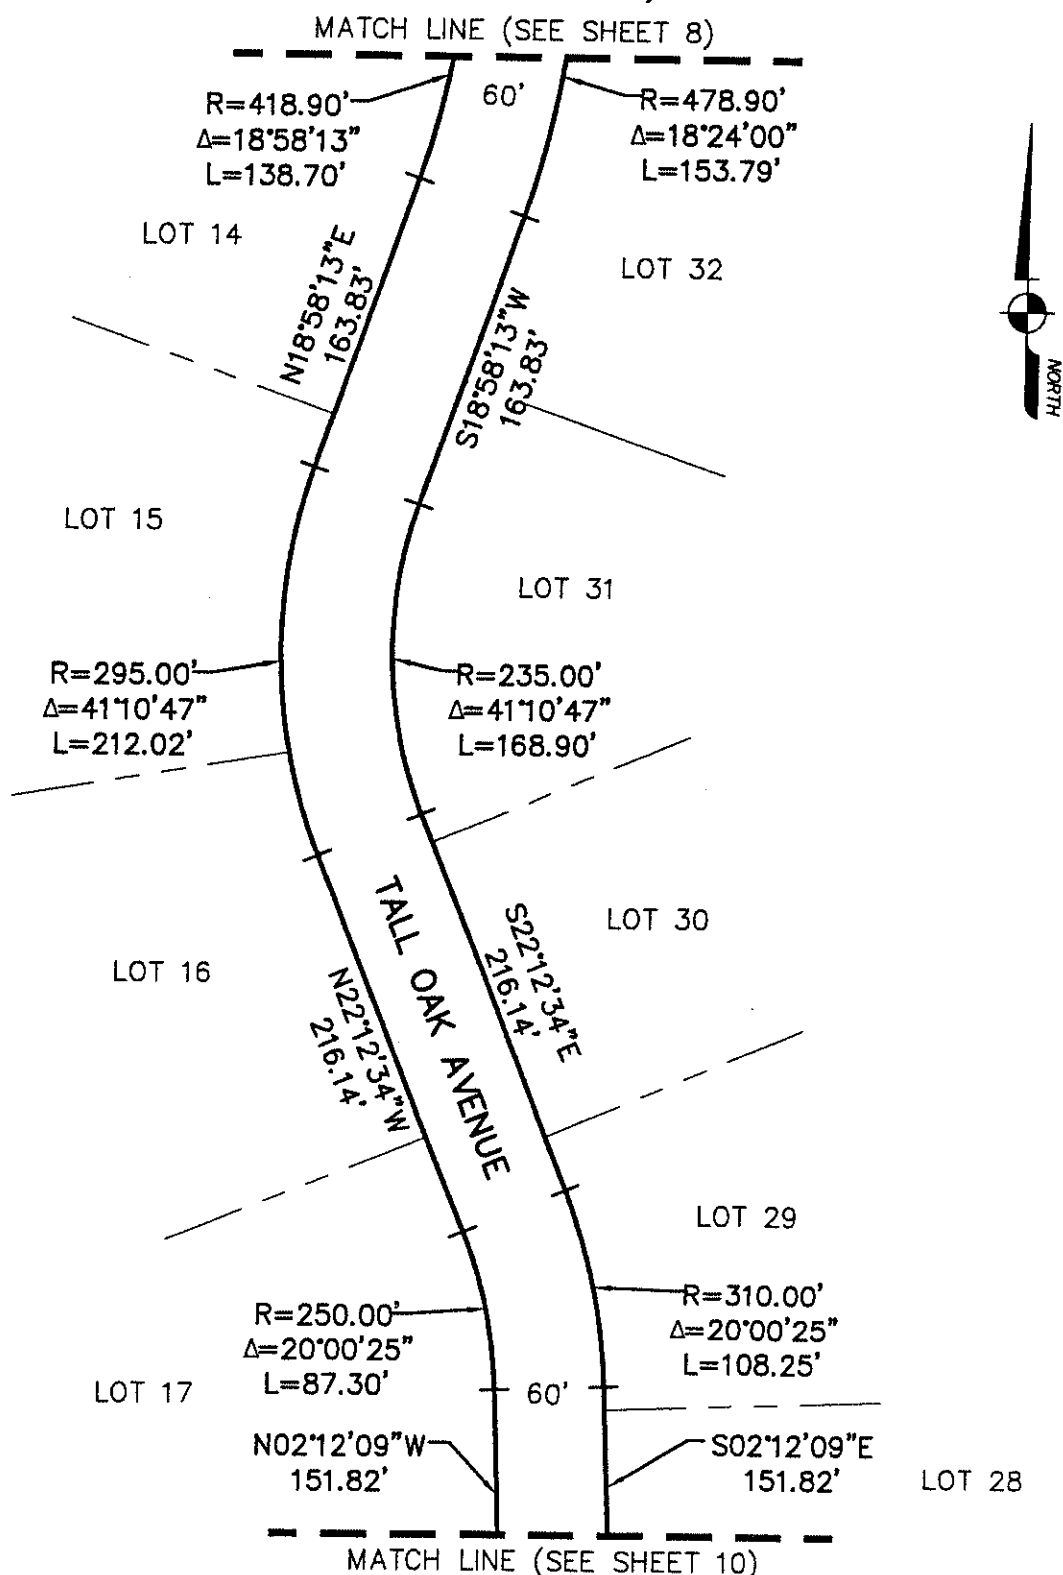 MATCH LINE (SEE SHEET 8)
60'
R=418.90'
Δ=18°58'13"
L=138.70'
R=478.90'
Δ=18°24'00"
L=153.79'
LOT 14
LOT 32
N18°58'13"E
163.83'
S18°58'13"W
163.83'
NORTH
LOT 15
LOT 31
R=295.00'
Δ=41°10'47"
L=212.02'
R=235.00'
Δ=41°10'47"
L=168.90'
TALL OAK AVENUE
LOT 16
LOT 30
N22°12'34"W
216.14'
S22°12'34"E
216.14'
LOT 29
R=250.00'
Δ=20°00'25"
L=87.30'
R=310.00'
Δ=20°00'25"
L=108.25'
LOT 17
60'
N02°12'09"W
151.82'
S02°12'09"E
151.82'
LOT 28
MATCH LINE (SEE SHEET 10)